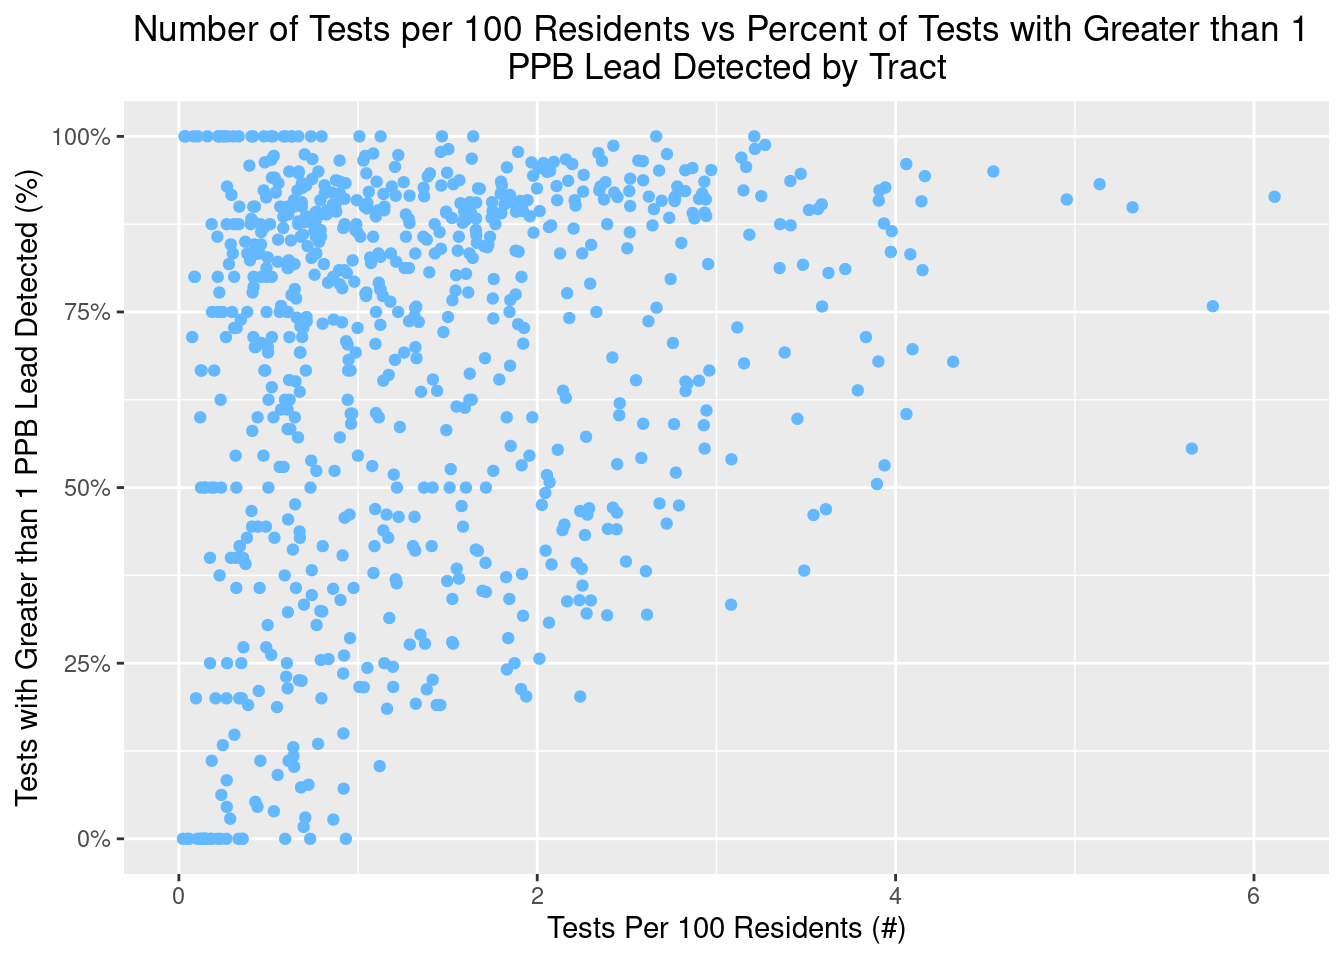 Number of Tests per 100 Residents vs Percent of Tests with Greater than 1
PPB Lead Detected by Tract
Tests with Greater than 1 PPB Lead Detected (%)
100%
75%
50%
25%
0%
0
2
4
6
Tests Per 100 Residents (#)